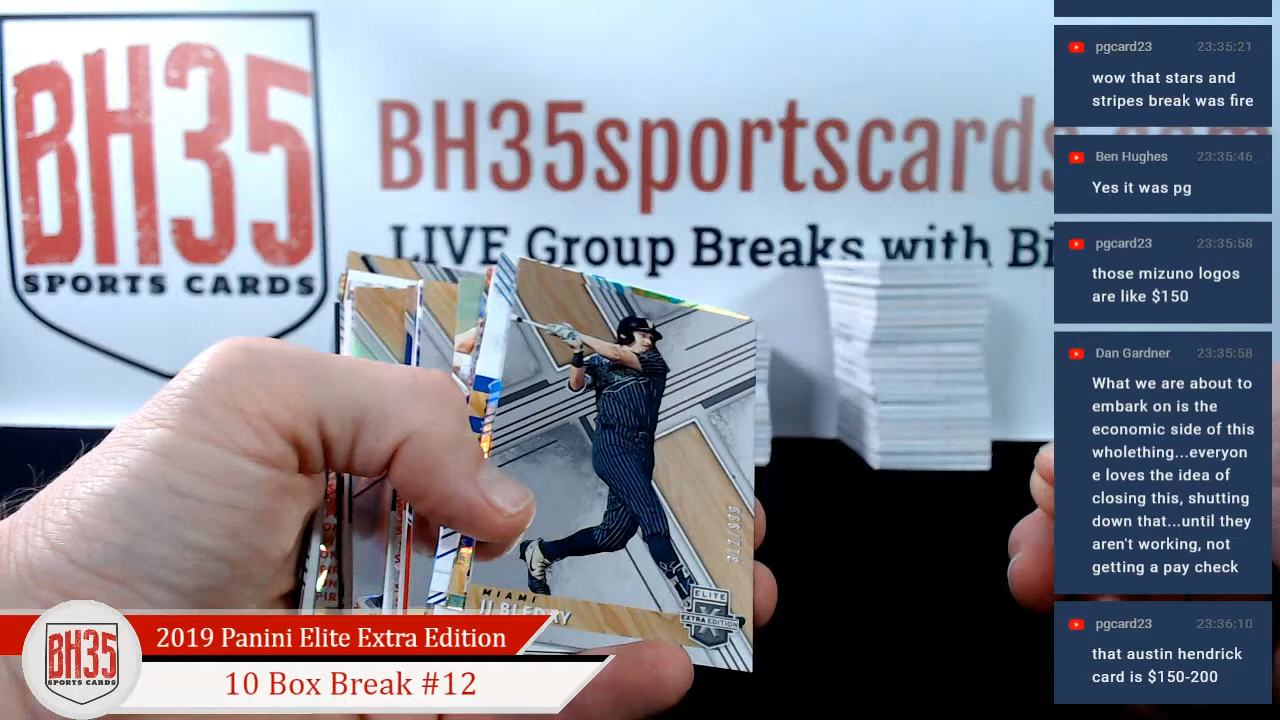 BH35
SPORTS CARDS
BH35sportscards.com
LIVE Group Breaks with Bi
MIAMI
JJ BLEDAY
ELITE
X
EXTRA EDITION
BH35
SPORTS CARDS
2019 Panini Elite Extra Edition
10 Box Break #12
pgcard23 23:35:21
wow that stars and
stripes break was fire
Ben Hughes 23:35:46
Yes it was pg
pgcard23 23:35:58
those mizuno logos
are like $150
Dan Gardner 23:35:58
What we are about to
embark on is the
economic side of this
wholething...everyon
e loves the idea of
closing this, shutting
down that...until they
aren't working, not
getting a pay check
pgcard23 23:36:10
that austin hendrick
card is $150-200